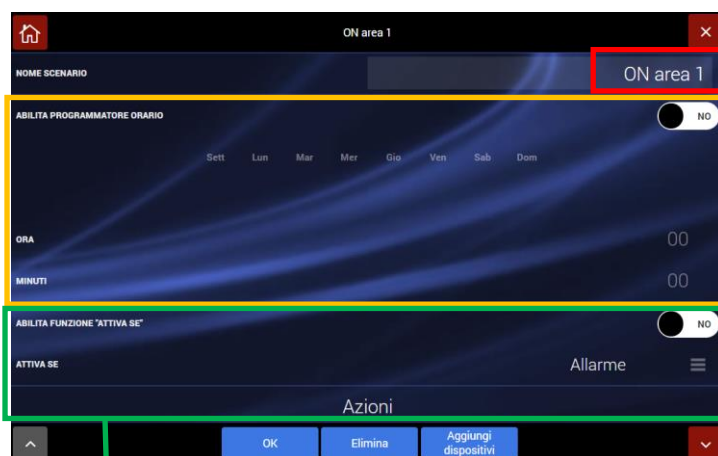 ON area 1
NOME SCENARIO
ON area 1
ABILITA PROGRAMMATORE ORARIO
NO
Sett Lun Mar Mer Gio Ven Sab Dom
ORA
00
MINUTI
00
ABILITA FUNZIONE "ATTIVA SE"
NO
ATTIVA SE
Allarme
Azioni
OK
Elimina
Aggiungi
dispositivi